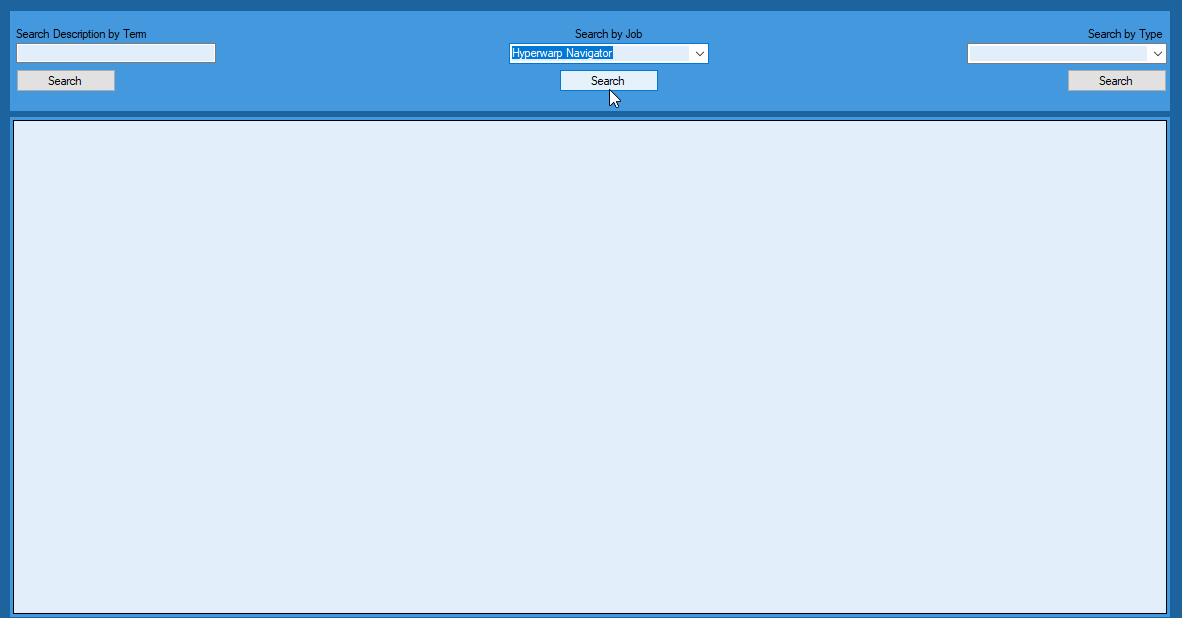 Search Description by Term
Search by Job
Search by Type
Hyperwarp Navigator
Search
Search
Search